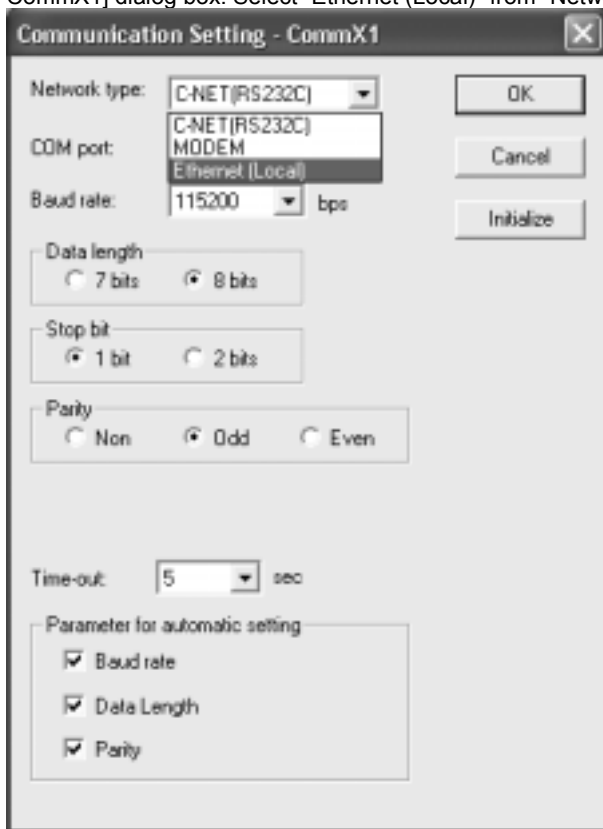 CommX1] dialog box. Select "Ethernet (Local)" from "Netw
Communication Setting - CommX1
Network type: C-NET(RS232C) OK
C-NET(RS232C)
COM port: MODEM Cancel
Ethernet (Local)
Baud rate: 115200 bps Initialize
Data length
7 bits 8 bits
Stop bit
1 bit 2 bits
Parity
Non Odd Even
Time-out: 5 sec
Parameter for automatic setting
Baud rate
Data Length
Parity